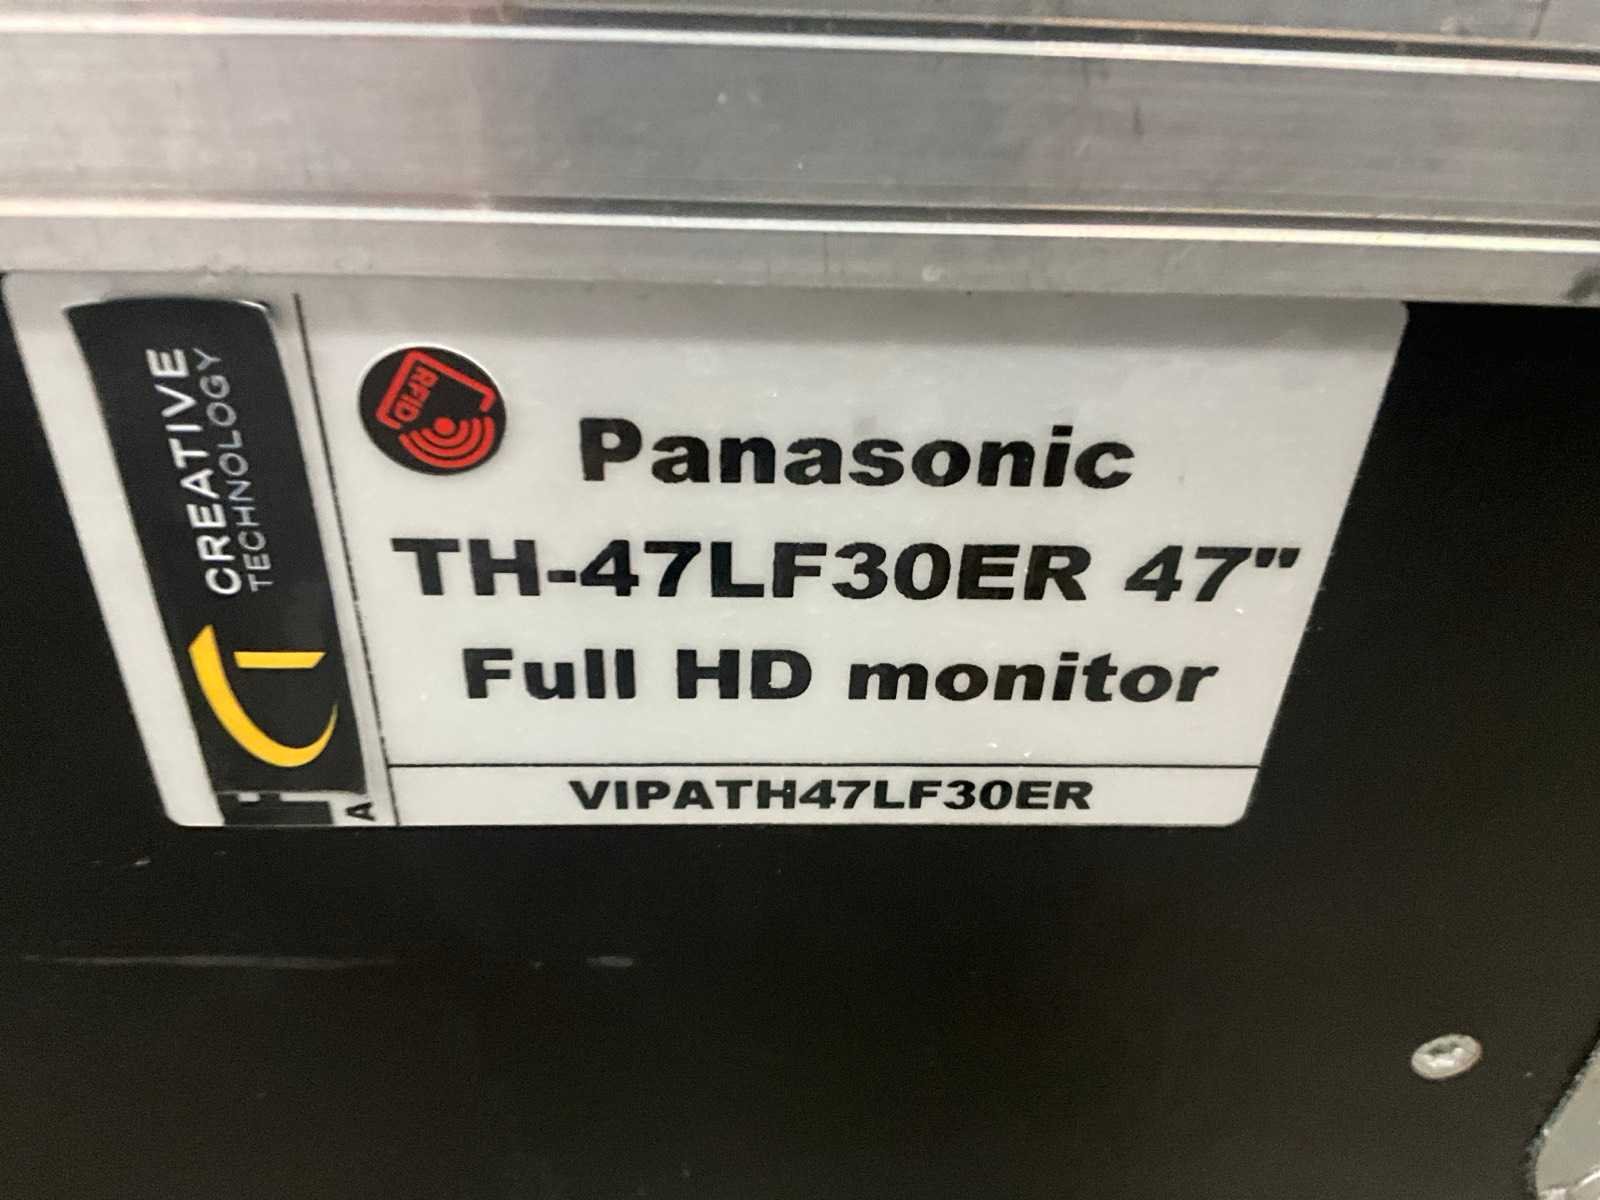 CREATIVE
TECHNOLOGY
RFID
Panasonic
TH-47LF30ER 47"
Full HD monitor
VIPATH47LF30ER
A